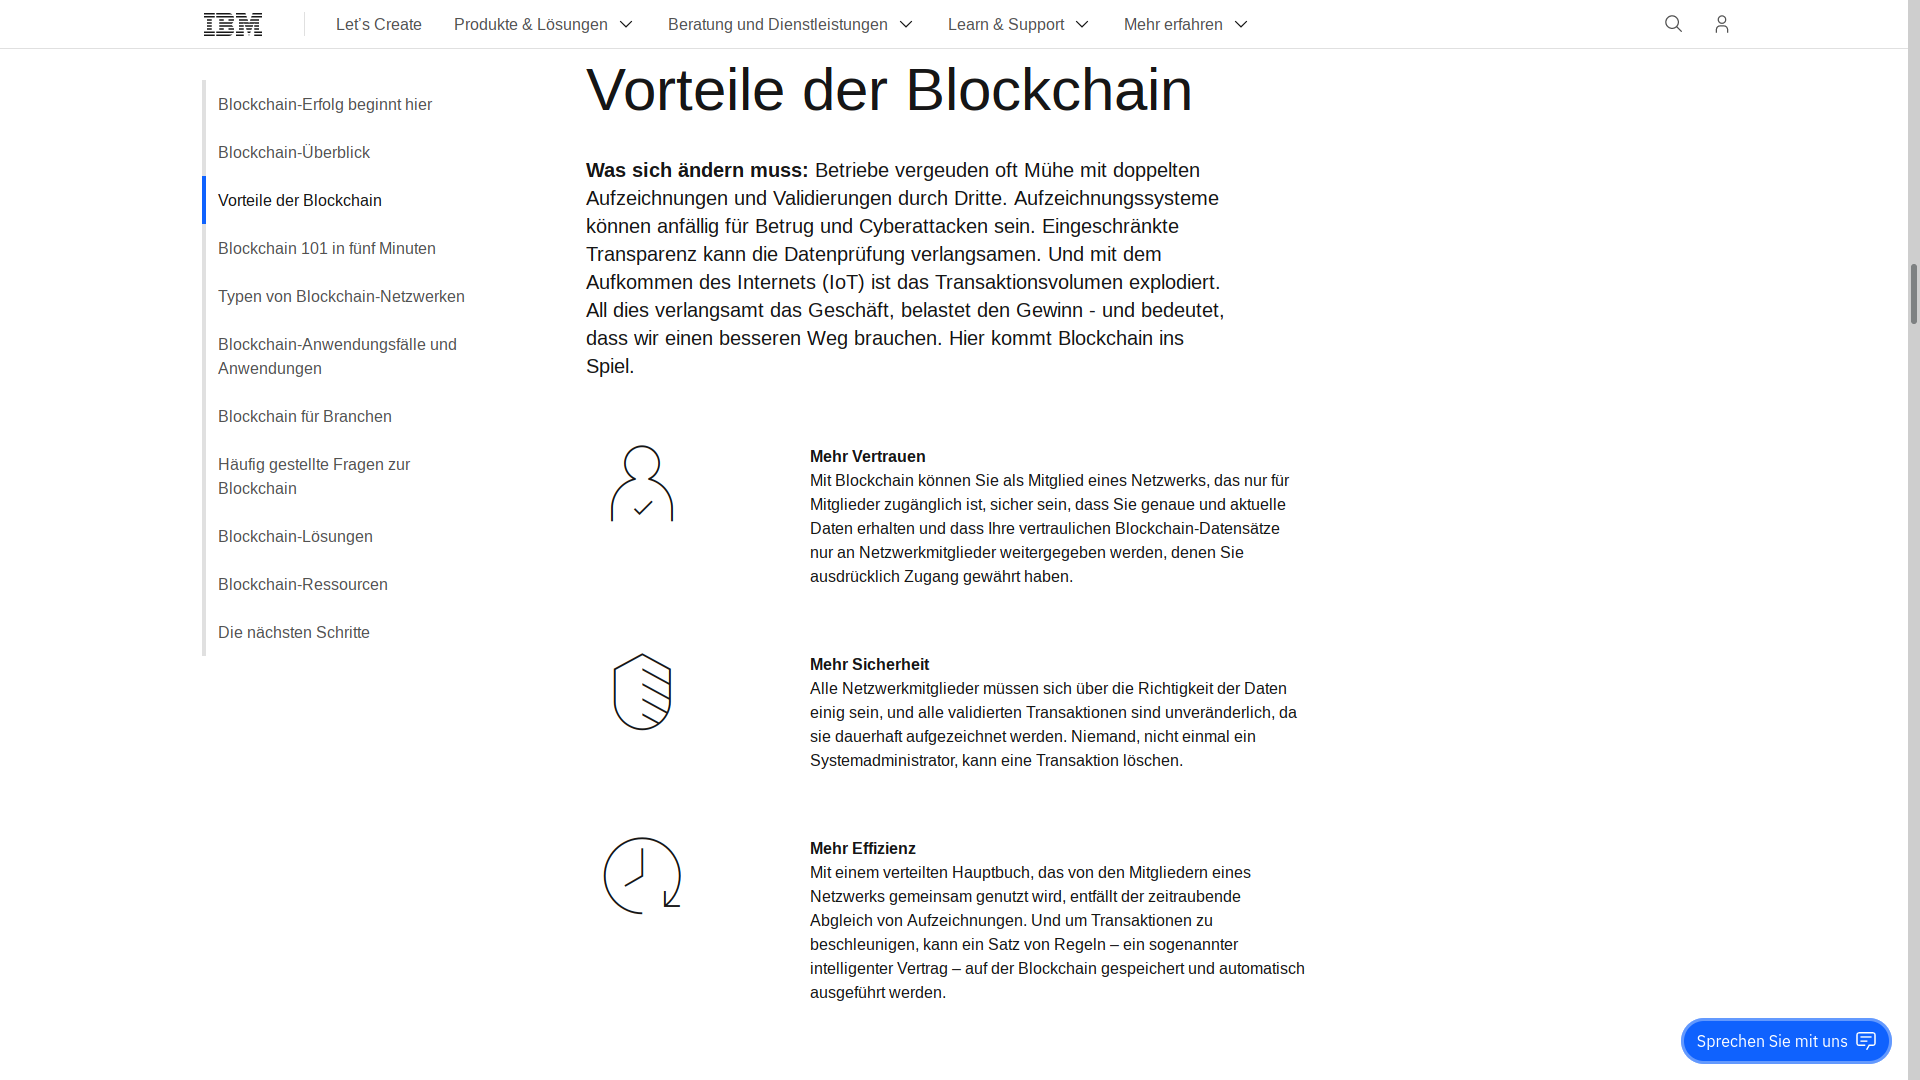 IBM
Let’s Create
Produkte & Lösungen
Beratung und Dienstleistungen
Learn & Support
Mehr erfahren
Blockchain-Erfolg beginnt hier
Blockchain-Überblick
Vorteile der Blockchain
Blockchain 101 in fünf Minuten
Typen von Blockchain-Netzwerken
Blockchain-Anwendungsfälle und
Anwendungen
Blockchain für Branchen
Häufig gestellte Fragen zur
Blockchain
Blockchain-Lösungen
Blockchain-Ressourcen
Die nächsten Schritte
Vorteile der Blockchain
Was sich ändern muss: Betriebe vergeuden oft Mühe mit doppelten
Aufzeichnungen und Validierungen durch Dritte. Aufzeichnungssysteme
können anfällig für Betrug und Cyberattacken sein. Eingeschränkte
Transparenz kann die Datenprüfung verlangsamen. Und mit dem
Aufkommen des Internets (IoT) ist das Transaktionsvolumen explodiert.
All dies verlangsamt das Geschäft, belastet den Gewinn - und bedeutet,
dass wir einen besseren Weg brauchen. Hier kommt Blockchain ins
Spiel.
Mehr Vertrauen
Mit Blockchain können Sie als Mitglied eines Netzwerks, das nur für
Mitglieder zugänglich ist, sicher sein, dass Sie genaue und aktuelle
Daten erhalten und dass Ihre vertraulichen Blockchain-Datensätze
nur an Netzwerkmitglieder weitergegeben werden, denen Sie
ausdrücklich Zugang gewährt haben.
Mehr Sicherheit
Alle Netzwerkmitglieder müssen sich über die Richtigkeit der Daten
einig sein, und alle validierten Transaktionen sind unveränderlich, da
sie dauerhaft aufgezeichnet werden. Niemand, nicht einmal ein
Systemadministrator, kann eine Transaktion löschen.
Mehr Effizienz
Mit einem verteilten Hauptbuch, das von den Mitgliedern eines
Netzwerks gemeinsam genutzt wird, entfällt der zeitraubende
Abgleich von Aufzeichnungen. Und um Transaktionen zu
beschleunigen, kann ein Satz von Regeln – ein sogenannter
intelligenter Vertrag – auf der Blockchain gespeichert und automatisch
ausgeführt werden.
Sprechen Sie mit uns